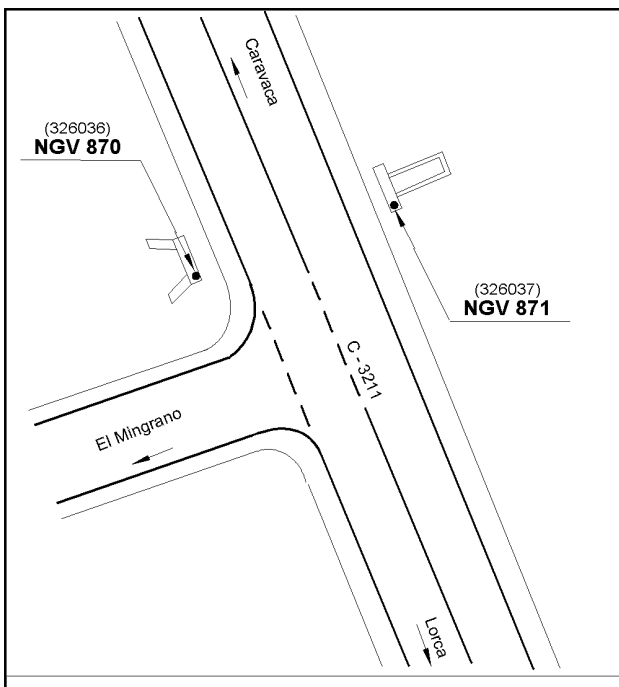 Caravaca
(326036)
NGV 870
(326037)
NGV 871
C - 3211
El Mingrano
Lorca